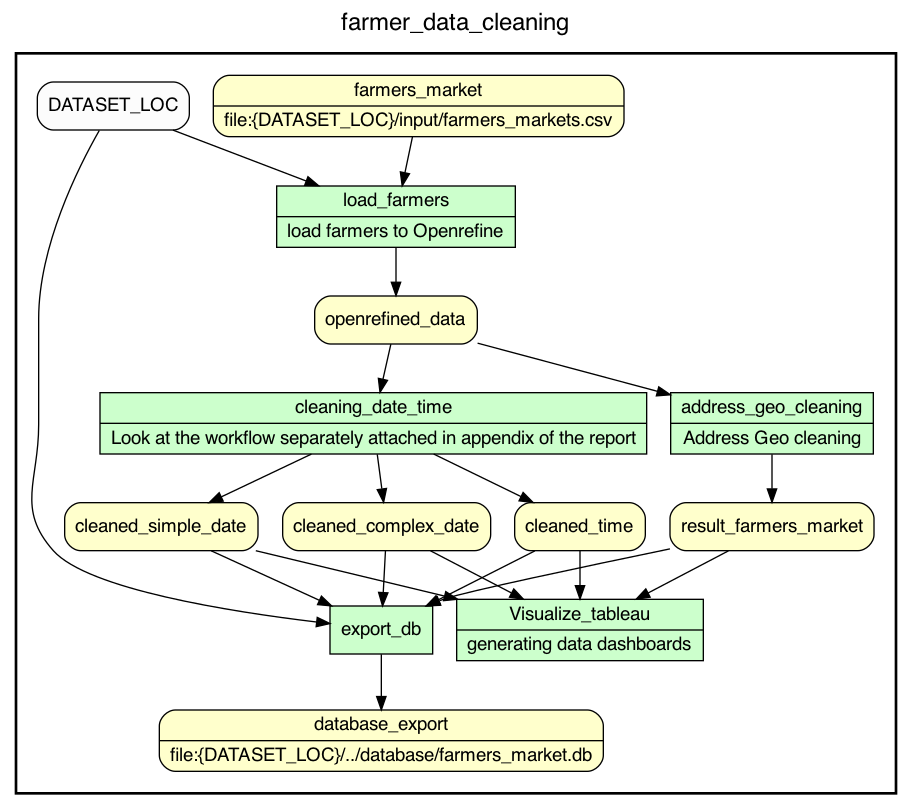 farmer_data_cleaning
DATASET_LOC
farmers_market
file:{DATASET_LOC}/input/farmers_markets.csv
load_farmers
load farmers to Openrefine
openrefined_data
cleaning_date_time
Look at the workflow separately attached in appendix of the report
address_geo_cleaning
Address Geo cleaning
cleaned_simple_date
cleaned_complex_date
cleaned_time
result_farmers_market
export_db
Visualize_tableau
generating data dashboards
database_export
file:{DATASET_LOC}/../database/farmers_market.db